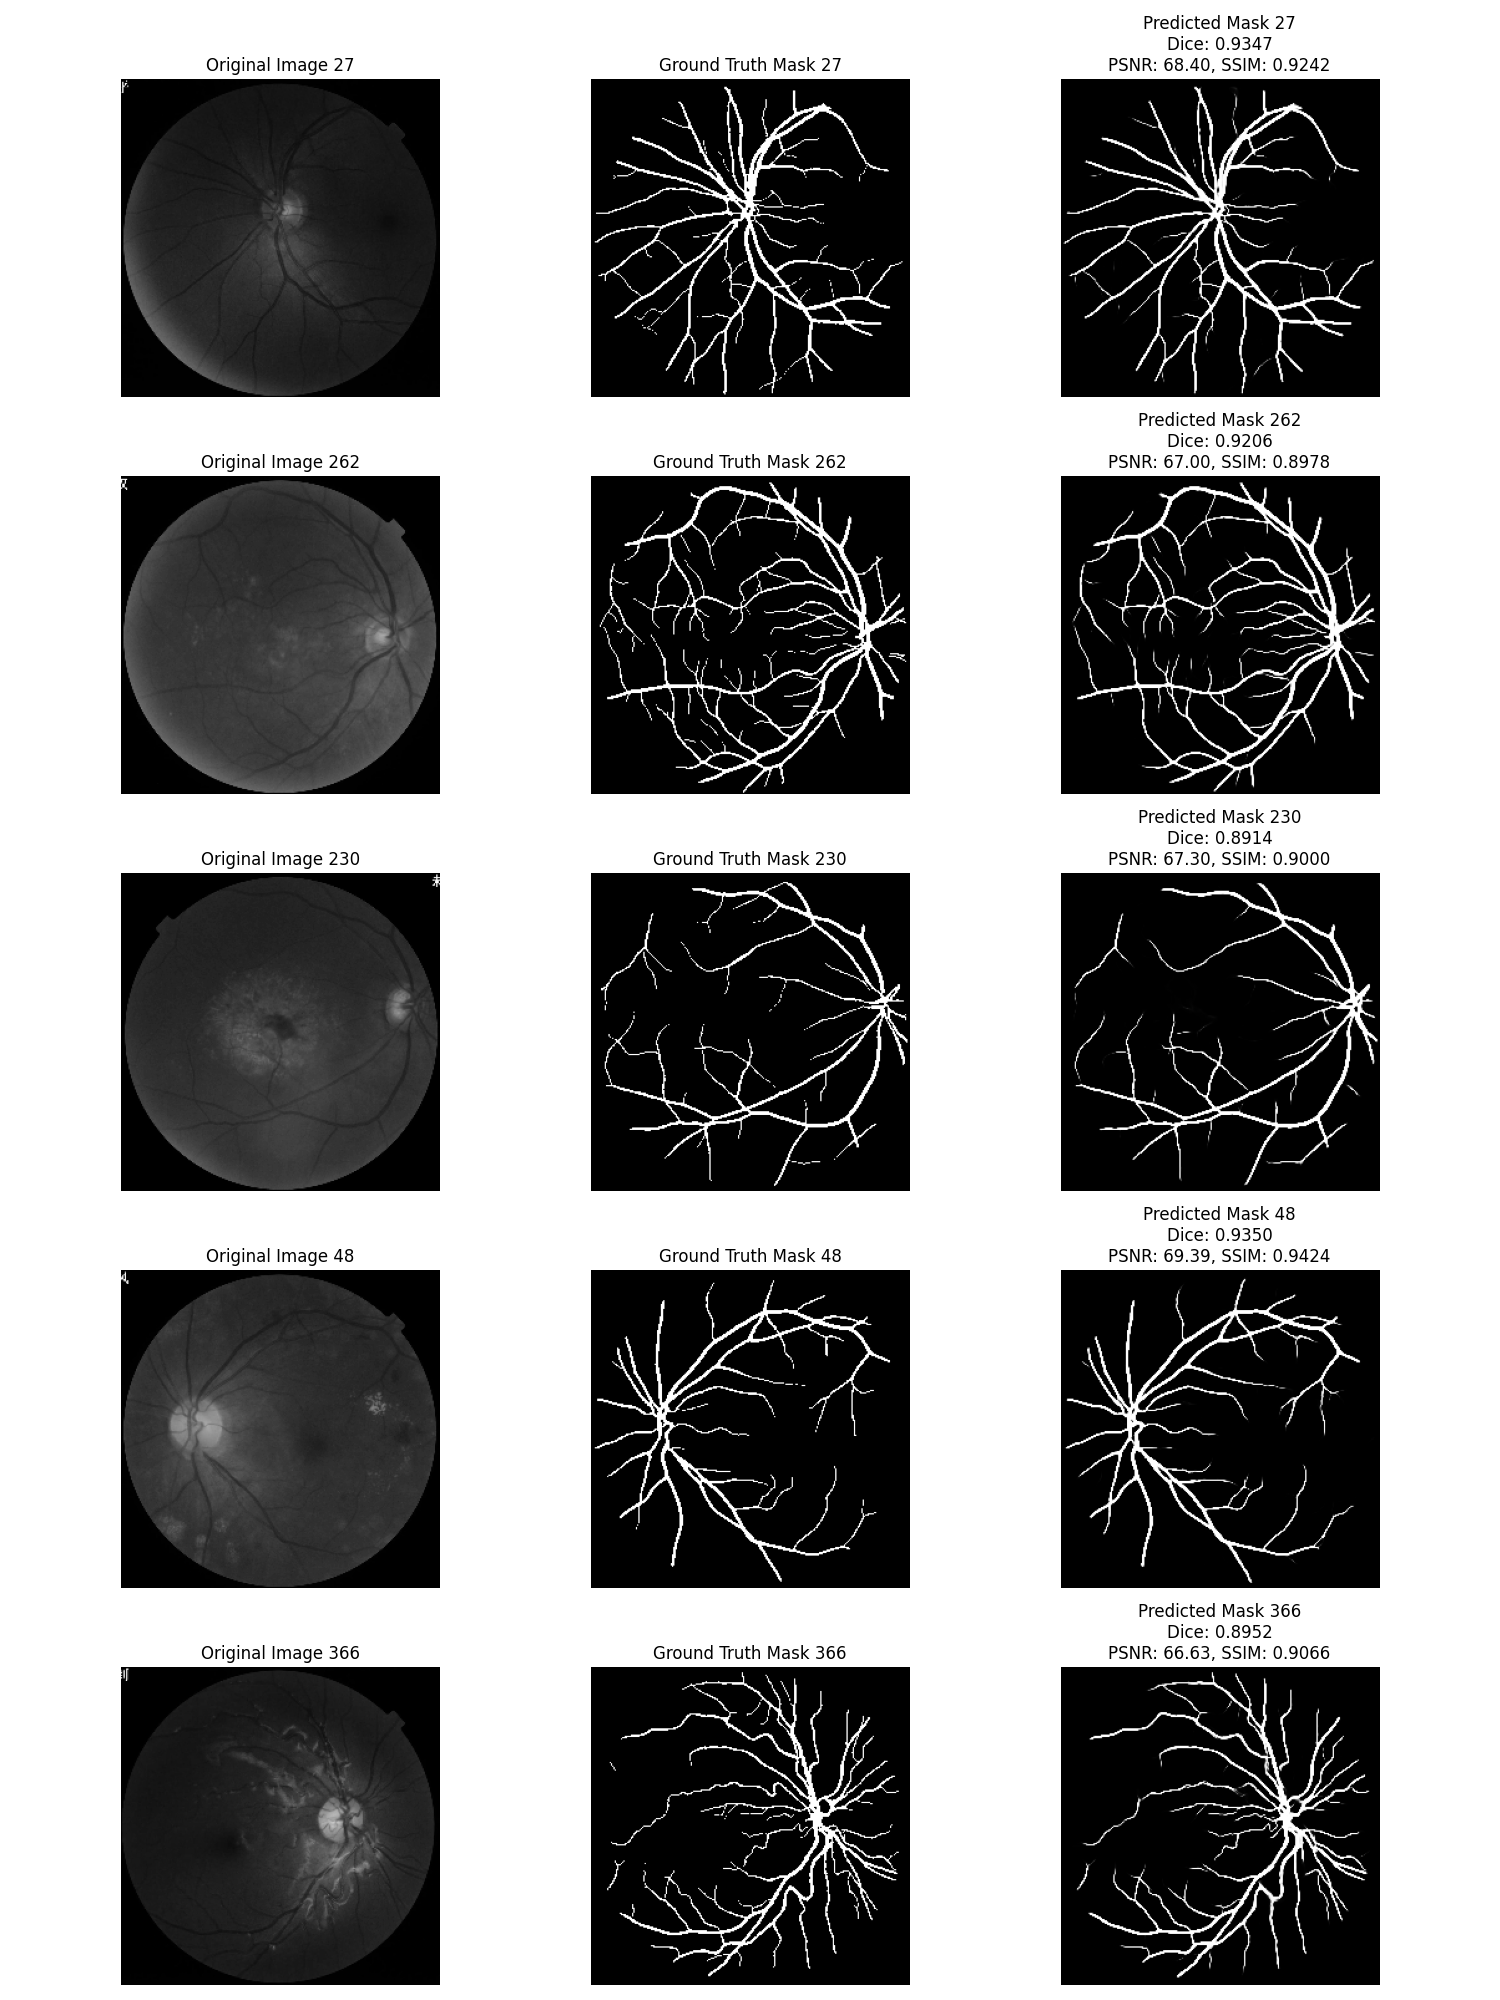 Predicted Mask 27
Dice: 0.9347
Original Image 27
Ground Truth Mask 27
PSNR: 68.40, SSIM: 0.9242
Predicted Mask 262
Dice: 0.9206
Original Image 262
Ground Truth Mask 262
PSNR: 67.00, SSIM: 0.8978
Predicted Mask 230
Dice: 0.8914
Original Image 230
Ground Truth Mask 230
PSNR: 67.30, SSIM: 0.9000
Predicted Mask 48
Dice: 0.9350
Original Image 48
Ground Truth Mask 48
PSNR: 69.39, SSIM: 0.9424
Predicted Mask 366
Dice: 0.8952
Original Image 366
Ground Truth Mask 366
PSNR: 66.63, SSIM: 0.9066